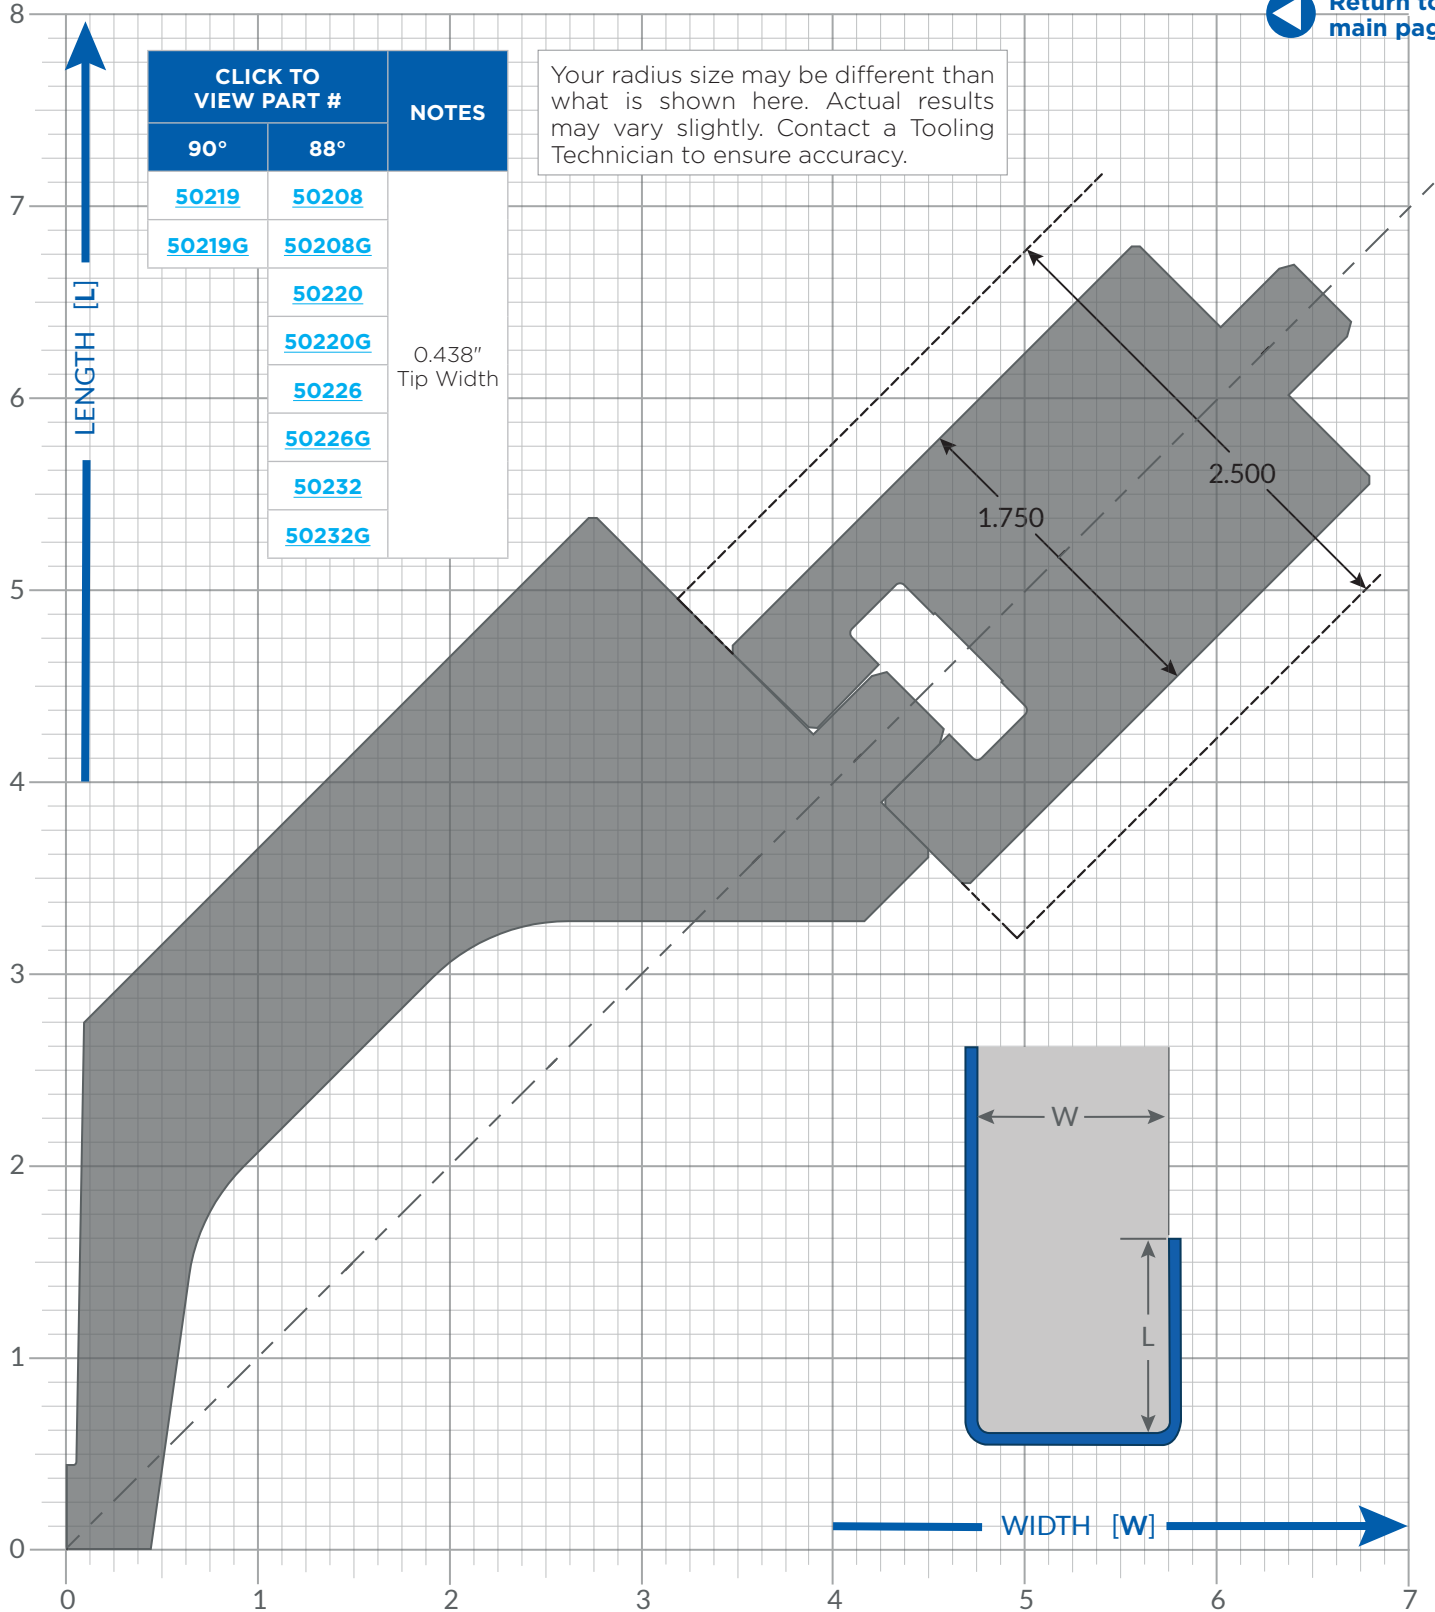 Return to
main pag
8
7
6
5
4
3
2
1
0
LENGTH [L]
CLICK TO
VIEW PART #
NOTES
90° 88°
50219 50208
50219G 50208G
50220
50220G
50226
50226G
50232
50232G
0.438"
Tip Width
Your radius size may be different than
what is shown here. Actual results
may vary slightly. Contact a Tooling
Technician to ensure accuracy.
2.500
1.750
W
L
WIDTH [W]
0 1 2 3 4 5 6 7